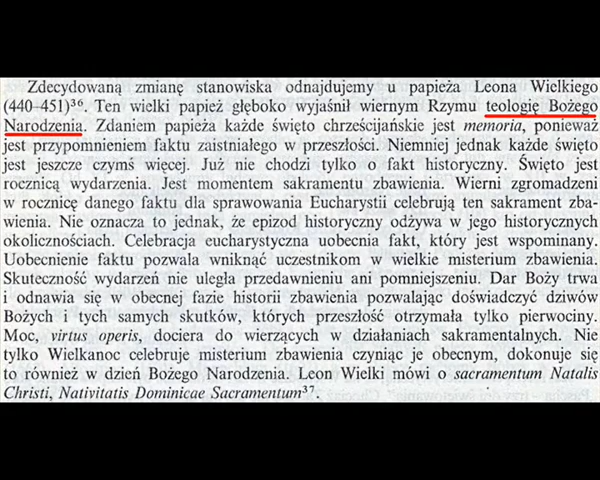 Zdecydowaną zmianę stanowiska odnajdujemy u papieża Leona Wielkiego
(440–451)³⁶. Ten wielki papież głęboko wyjaśnił wiernym Rzymu teologię Bożego
Narodzenia. Zdaniem papieża każde święto chrześcijańskie jest memoria, ponieważ
jest przypomnieniem faktu zaistniałego w przeszłości. Niemniej jednak każde święto
jest jeszcze czymś więcej. Już nie chodzi tylko o fakt historyczny. Święto jest
rocznicą wydarzenia. Jest momentem sakramentu zbawienia. Wierni zgromadzeni
w rocznicę danego faktu dla sprawowania Eucharystii celebrują ten sakrament zba-
wienia. Nie oznacza to jednak, że epizod historyczny odżywa w jego historycznych
okolicznościach. Celebracja eucharystyczna uobecnia fakt, który jest wspominany.
Uobecnienie faktu pozwala wniknąć uczestnikom w wielkie misterium zbawienia.
Skuteczność wydarzeń nie uległa przedawnieniu ani pomniejszeniu. Dar Boży trwa
i odnawia się w obecnej fazie historii zbawienia pozwalając doświadczyć dziwów
Bożych i tych samych skutków, których przeszłość otrzymała tylko pierwociny.
Moc, virtus operis, dociera do wierzących w działaniach sakramentalnych. Nie
tylko Wielkanoc celebruje misterium zbawienia czyniąc je obecnym, dokonuje się
to również w dzień Bożego Narodzenia. Leon Wielki mówi o sacramentum Natalis
Christi, Nativitatis Dominicae Sacramentum³⁷.